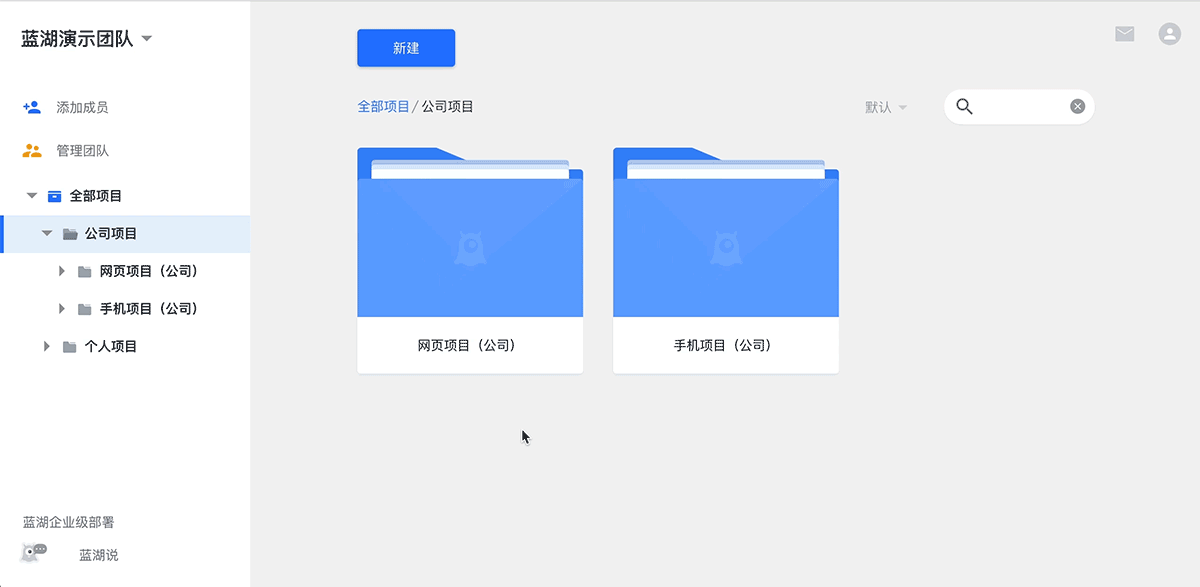 蓝湖演示团队
添加成员
管理团队
全部项目
公司项目
网页项目（公司）
手机项目（公司）
个人项目
蓝湖企业级部署
蓝湖说
新建
全部项目 / 公司项目
默认
网页项目（公司）
手机项目（公司）